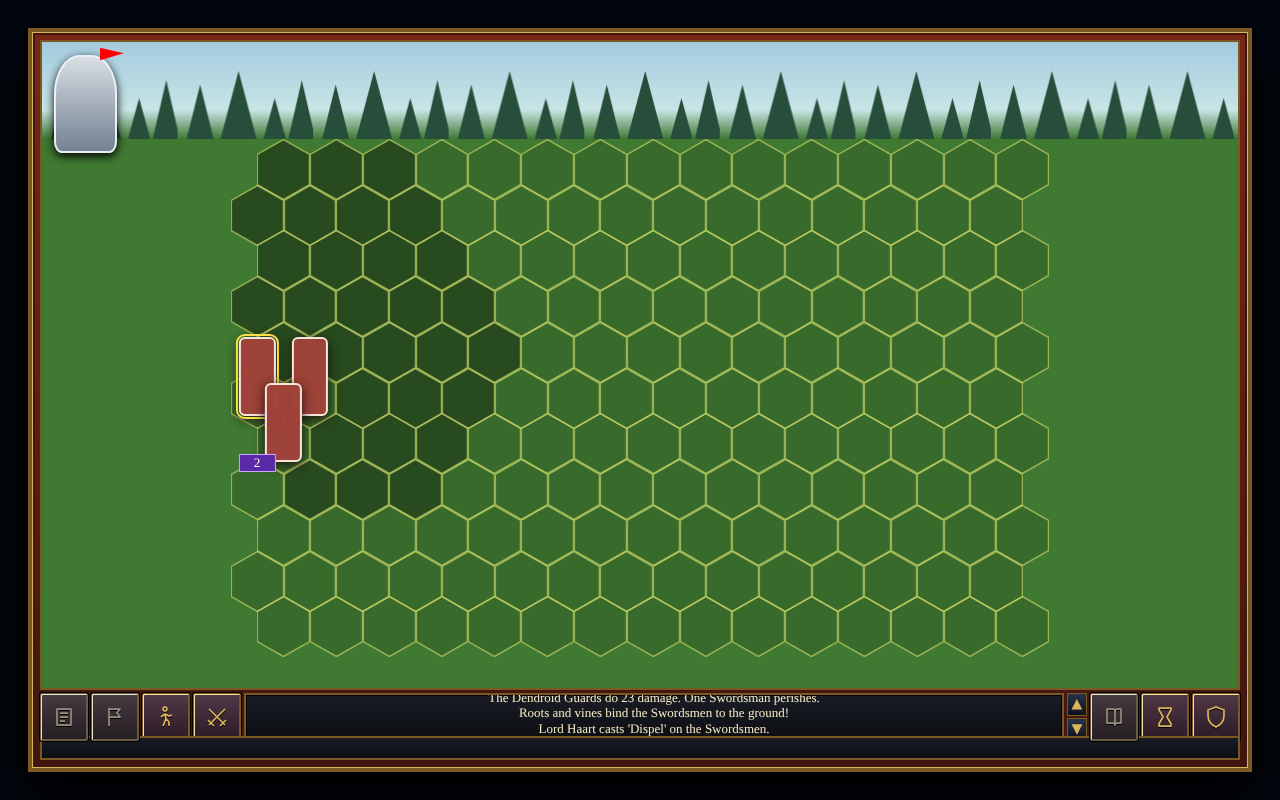 2
The Dendroid Guards do 23 damage. One Swordsman perishes.
Roots and vines bind the Swordsmen to the ground!
Lord Haart casts 'Dispel' on the Swordsmen.